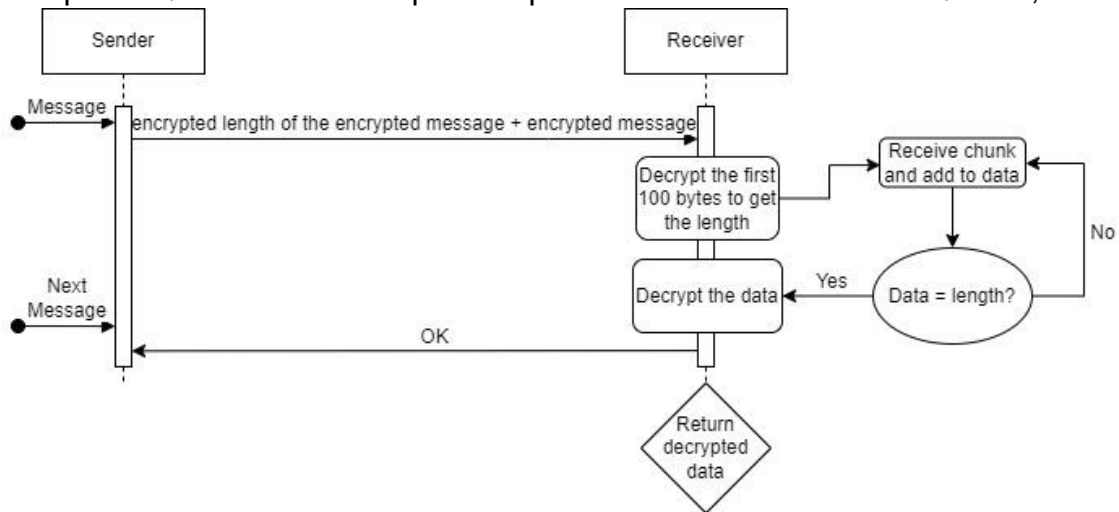 Sender
Receiver
Message
encrypted length of the encrypted message + encrypted message
Decrypt the first
100 bytes to get
the length
Receive chunk
and add to data
No
Next
Message
Decrypt the data
Yes
Data = length?
OK
Return
decrypted
data